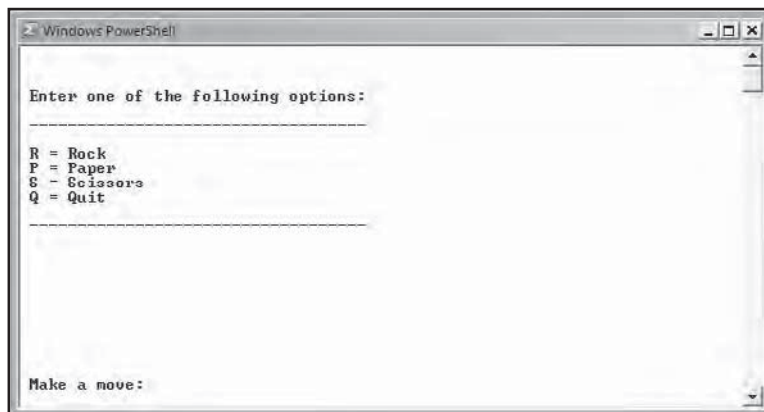 Windows PowerShell
Enter one of the following options:
-----------------------------------
R = Rock
P = Paper
S = Scissors
Q = Quit
-----------------------------------
Make a move: